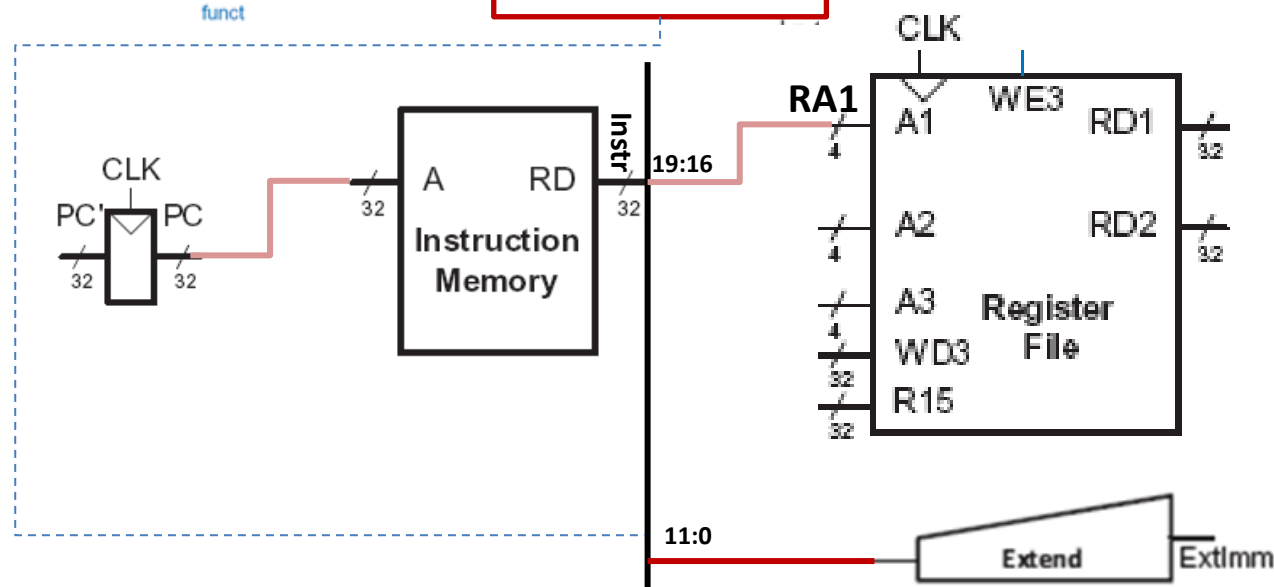 funct
CLK
PC'
PC
32
32
A
RD
32
Instruction
Memory
Instr
32
19:16
RA1
4
CLK
WE3
A1
RD1
32
A2
4
RD2
32
A3
4
Register
File
WD3
32
R15
32
11:0
Extend
ExtImm